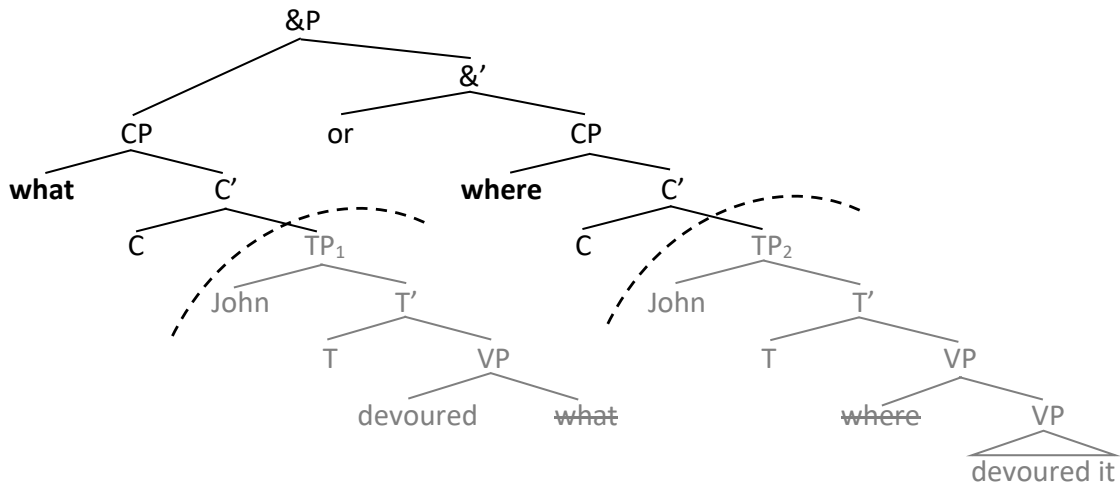 &P
&’
CP or CP
what C’ where C’
C TP1 C TP2
John T’ John T’
T VP T VP
devoured what where VP
devoured it